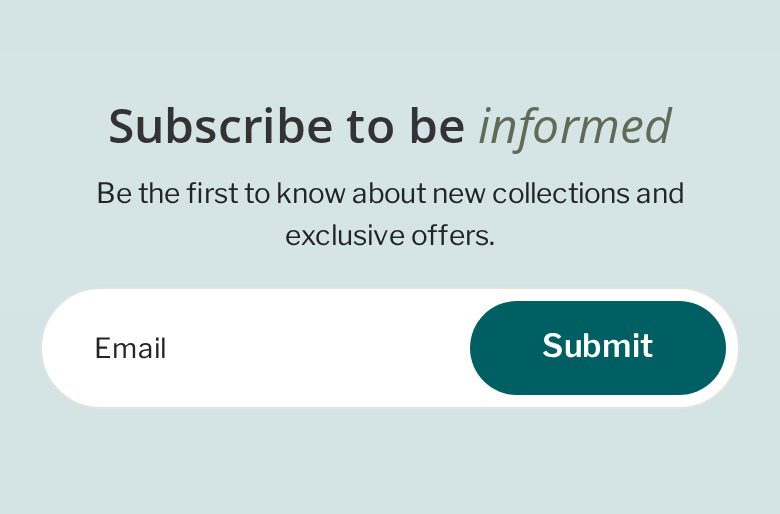 Subscribe to be informed
Be the first to know about new collections and
exclusive offers.
Email
Submit